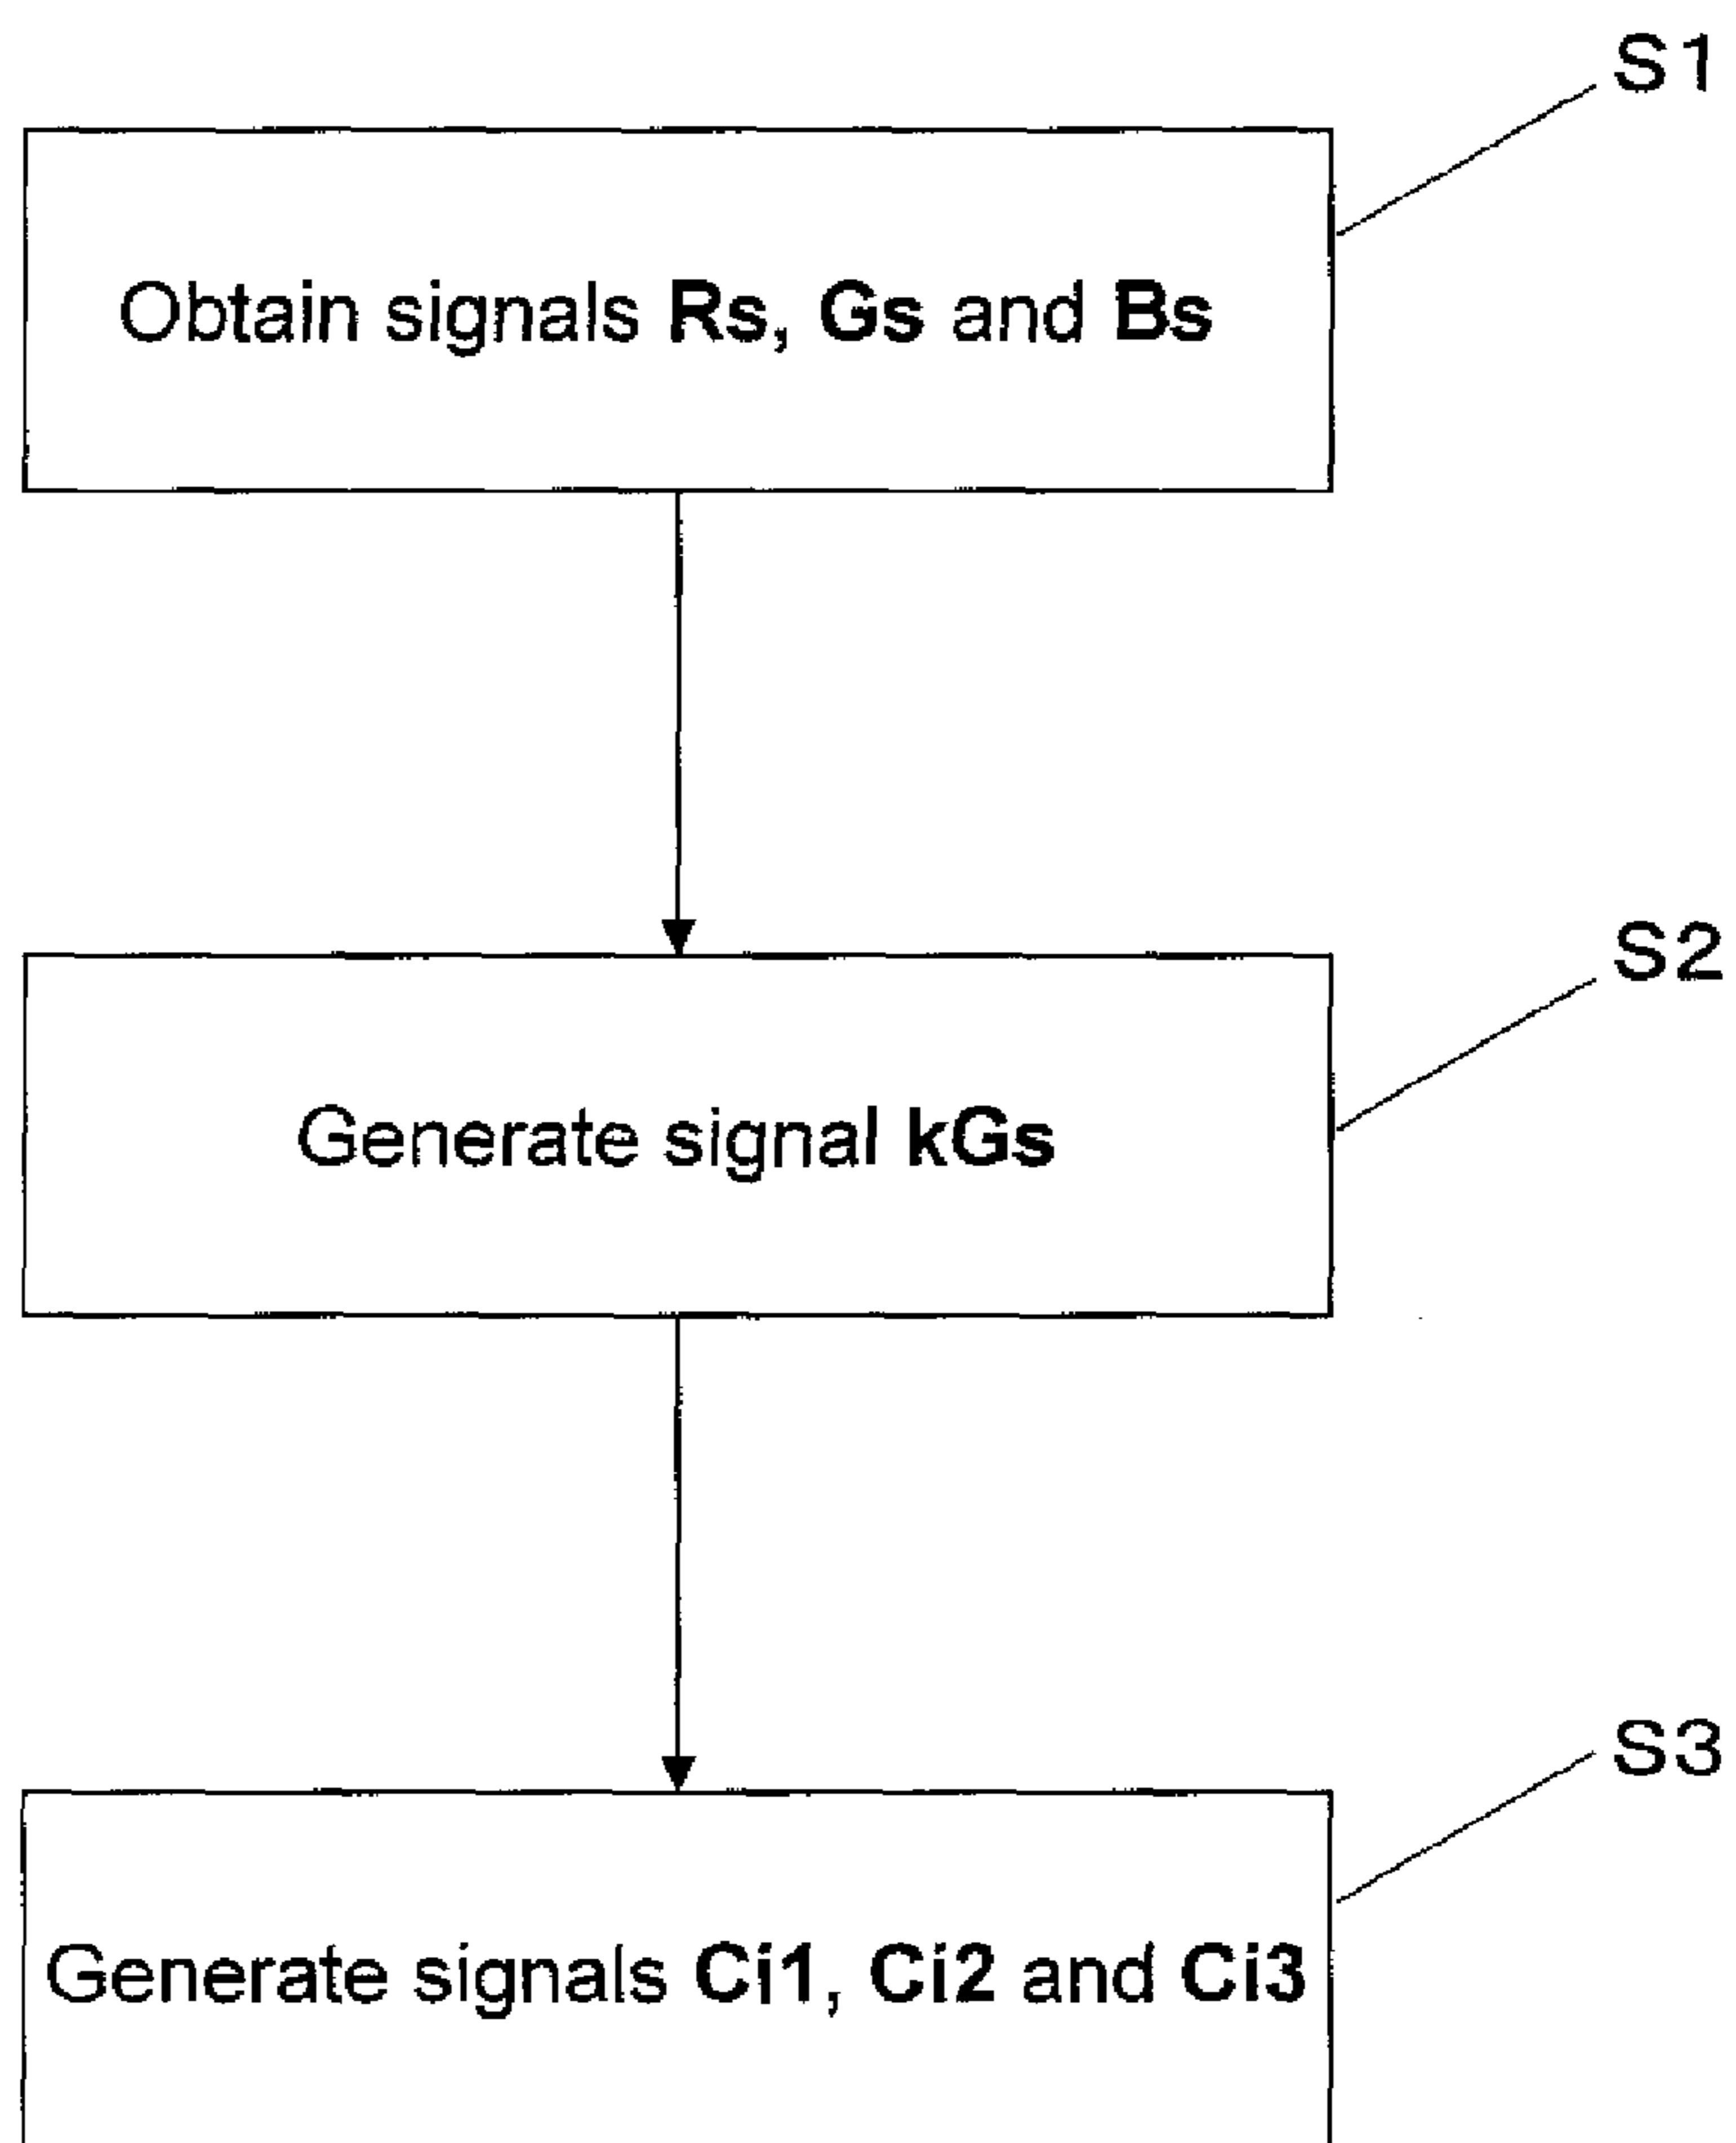 S1
Obtain signals Rs, Gs and Bs
S2
Generate signal kGs
S3
Generate signals Ci1, Ci2 and Ci3